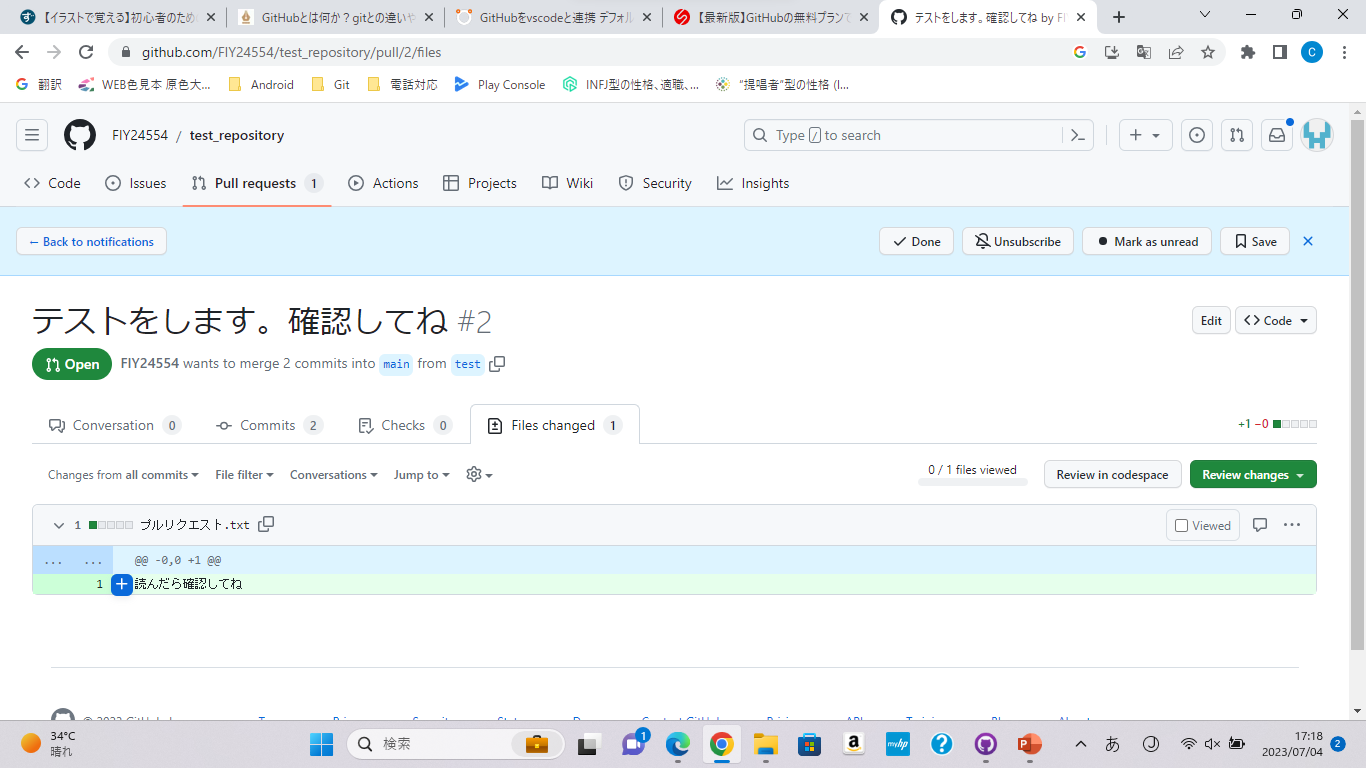 【イラストで覚える】初心者のため
GitHubとは何か？gitとの違いや
GitHubをvscodeと連携 デフォル
【最新版】GitHubの無料プランで
テストをします。確認してね by FI
github.com/FIY24554/test_repository/pull/2/files
翻訳
WEB色見本 原色大...
Android
Git
電話対応
Play Console
INFJ型の性格、適職、...
"提唱者"型の性格 (I...
FIY24554 / test_repository
Type / to search
Code
Issues
Pull requests 1
Actions
Projects
Wiki
Security
Insights
← Back to notifications
Done
Unsubscribe
Mark as unread
Save
テストをします。確認してね #2
Edit
Code
Open
FIY24554 wants to merge 2 commits into main from test
Conversation 0
Commits 2
Checks 0
Files changed 1
+1 −0
Changes from all commits
File filter
Conversations
Jump to
0 / 1 files viewed
Review in codespace
Review changes
1 プルリクエスト.txt
Viewed
... ... @@ -0,0 +1 @@
1 + 読んだら確認してね
34°C
晴れ
検索
1
あ
17:18
2023/07/04
2